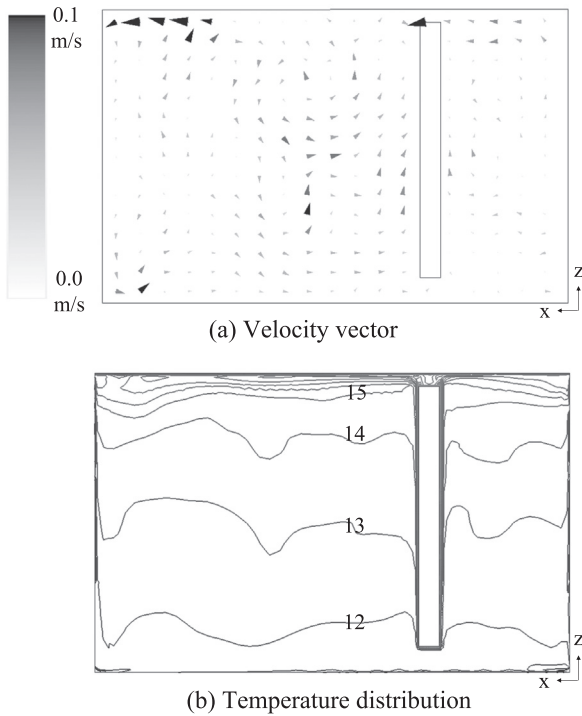 0.1
m/s
0.0
m/s
z
x
(a) Velocity vector
15
14
13
12
z
x
(b) Temperature distribution